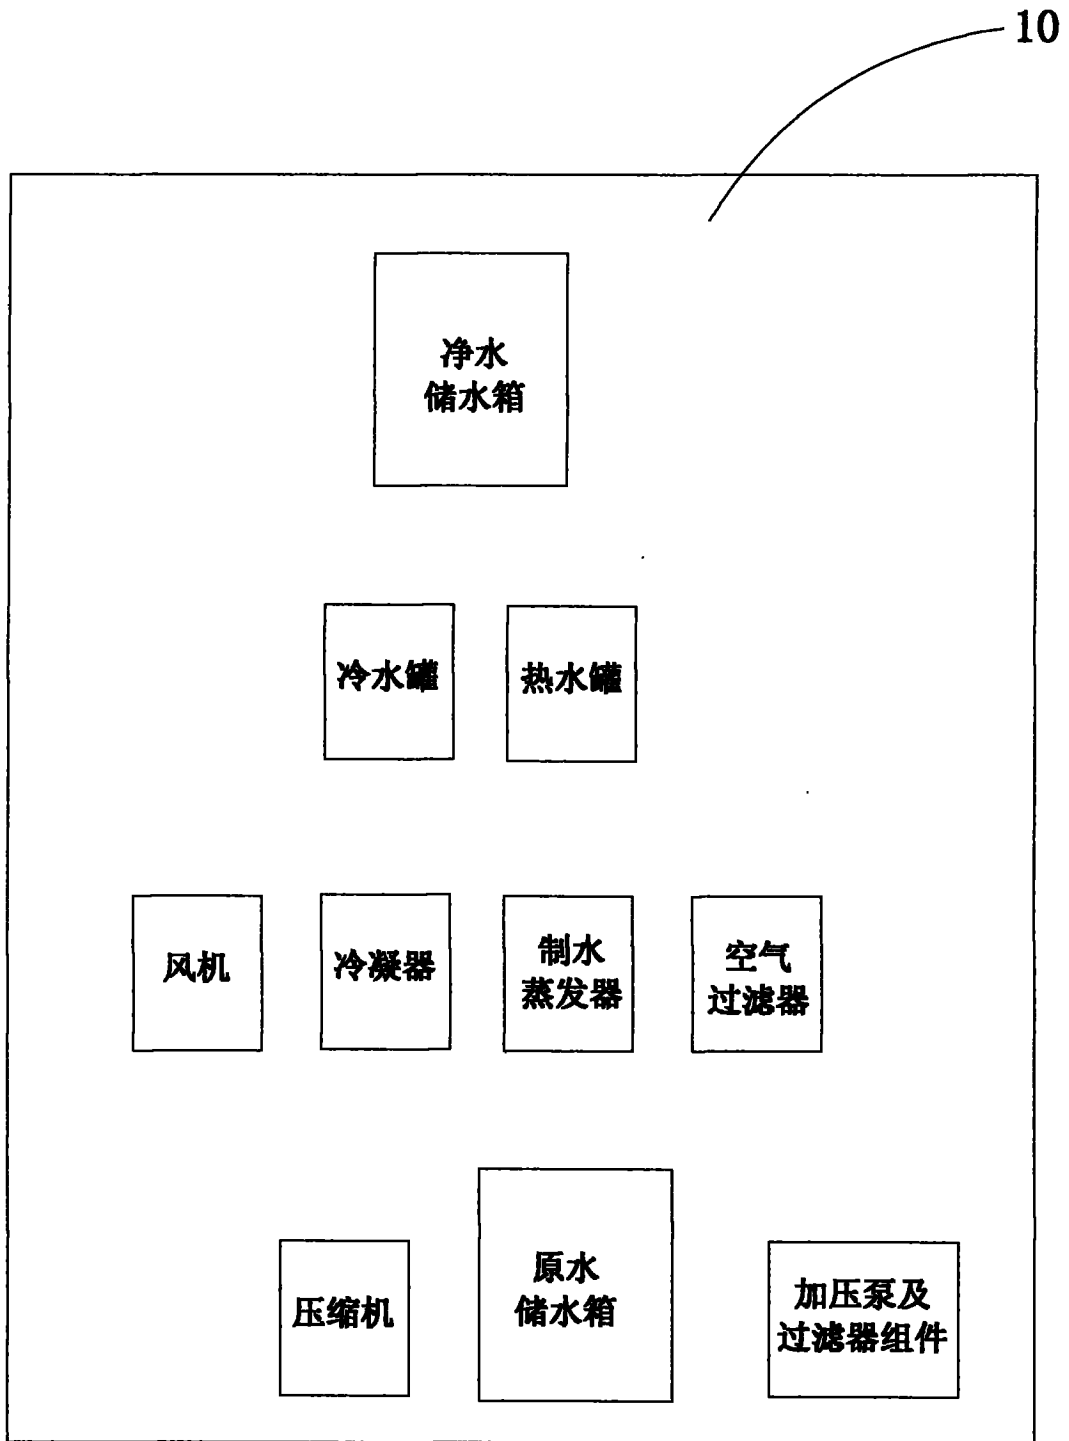 10
净水
储水箱
冷水罐
热水罐
风机
冷凝器
制水
蒸发器
空气
过滤器
压缩机
原水
储水箱
加压泵及
过滤器组件